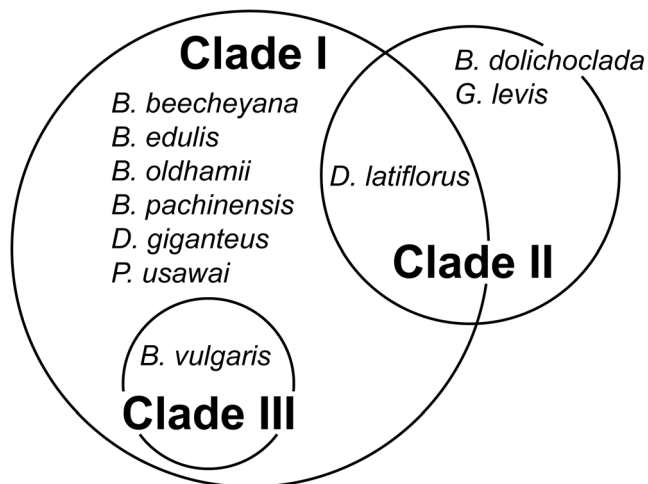 Clade I
B. beecheyana
B. edulis
B. oldhamii
B. pachinensis
D. giganteus
P. usawai
B. dolichoclada
G. levis
D. latiflorus
Clade II
B. vulgaris
Clade III